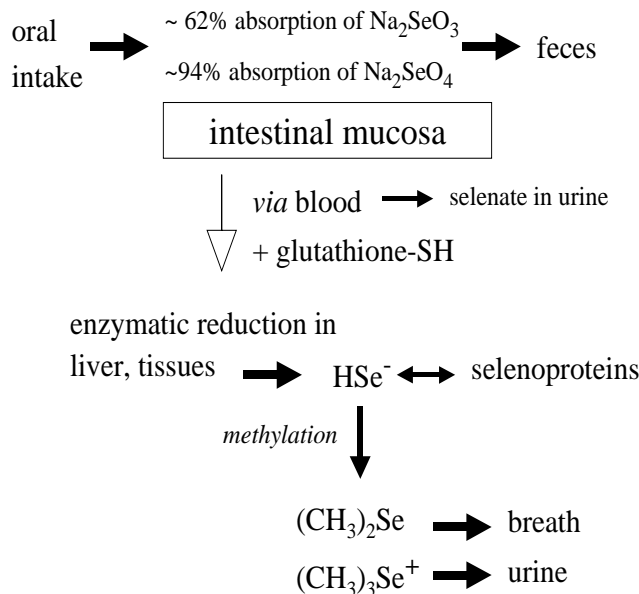 oral intake
~ 62% absorption of Na₂SeO₃
~94% absorption of Na₂SeO₄
feces
intestinal mucosa
via blood
selenate in urine
+ glutathione-SH
enzymatic reduction in
liver, tissues
HSe⁻
selenoproteins
methylation
(CH₃)₂Se
breath
(CH₃)₃Se⁺
urine